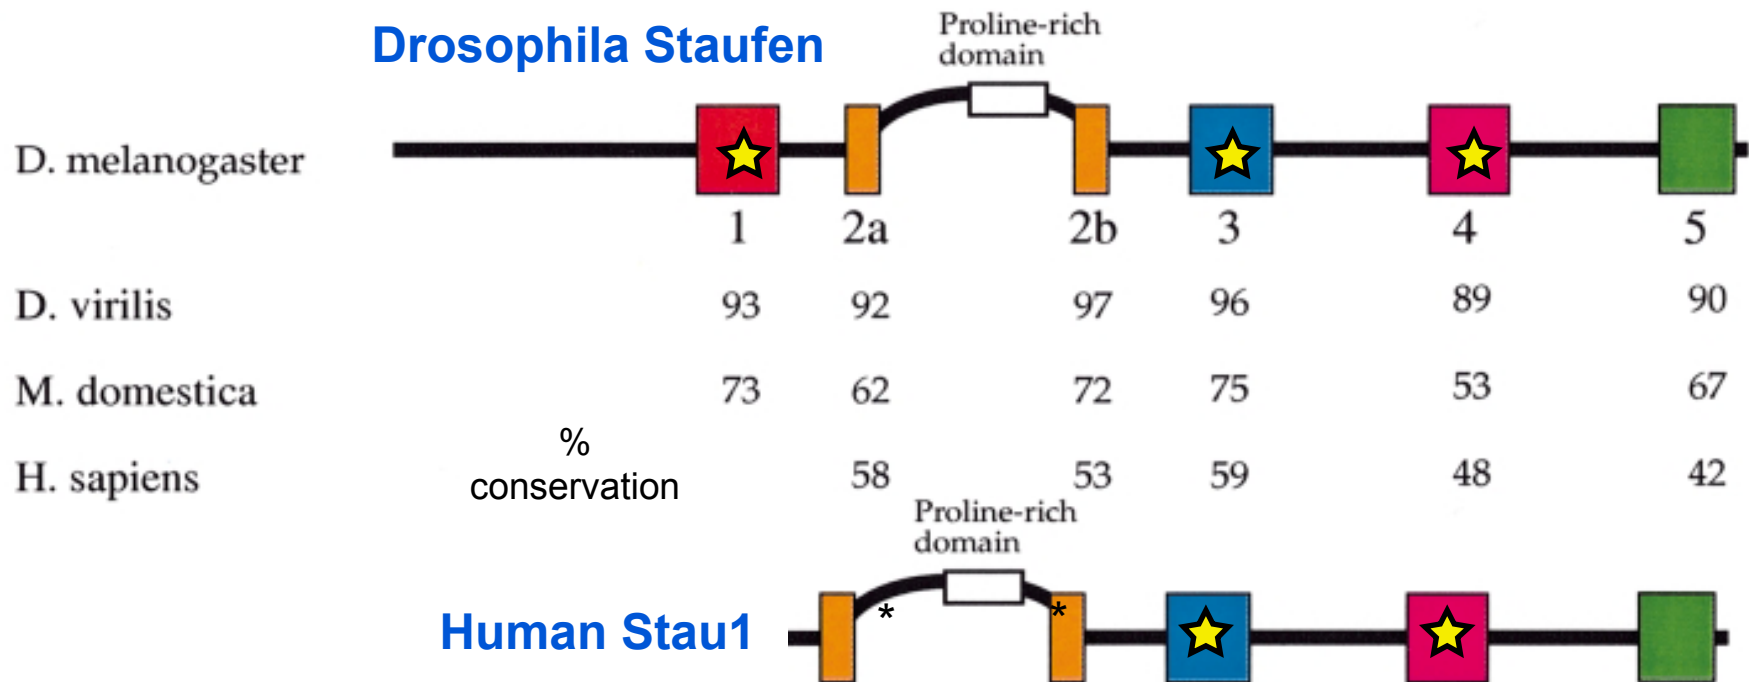 Drosophila Staufen
Proline-rich
domain
D. melanogaster
1 2a 2b 3 4 5
D. virilis 93 92 97 96 89 90
M. domestica 73 62 72 75 53 67
%
conservation
H. sapiens 58 53 59 48 42
Proline-rich
domain
* *
Human Stau1